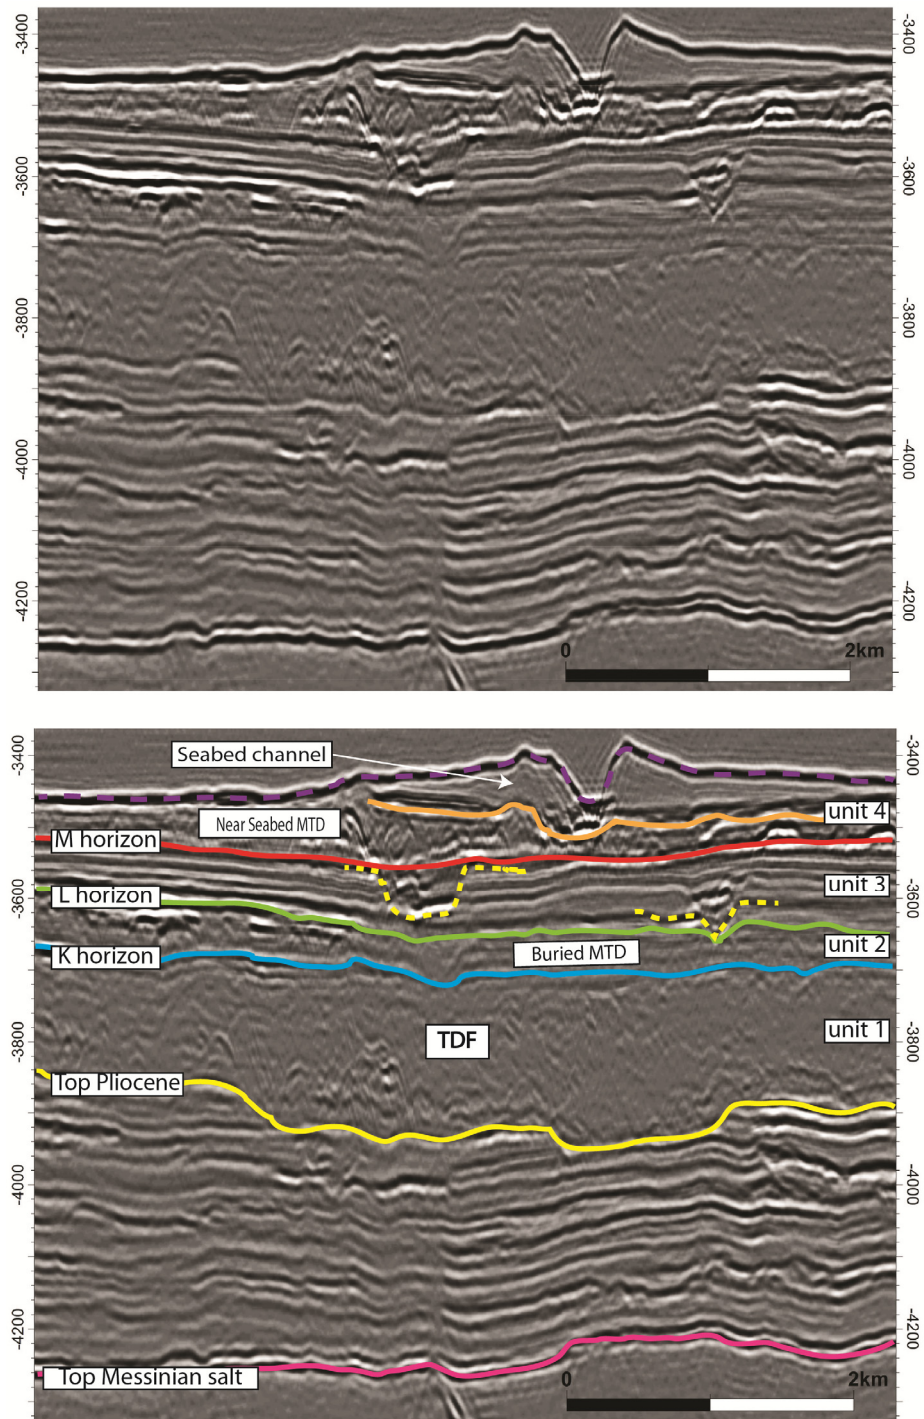 -3400 -3400
-3600 -3600
-3800 -3800
-4000 -4000
-4200 -4200
0 2km
-3400 -3400
Seabed channel
unit 4
Near Seabed MTD
M horizon
unit 3
-3600 -3600
L horizon
unit 2
Buried MTD
K horizon
unit 1
TDF
-3800 -3800
Top Pliocene
-4000 -4000
-4200 -4200
Top Messinian salt
0 2km